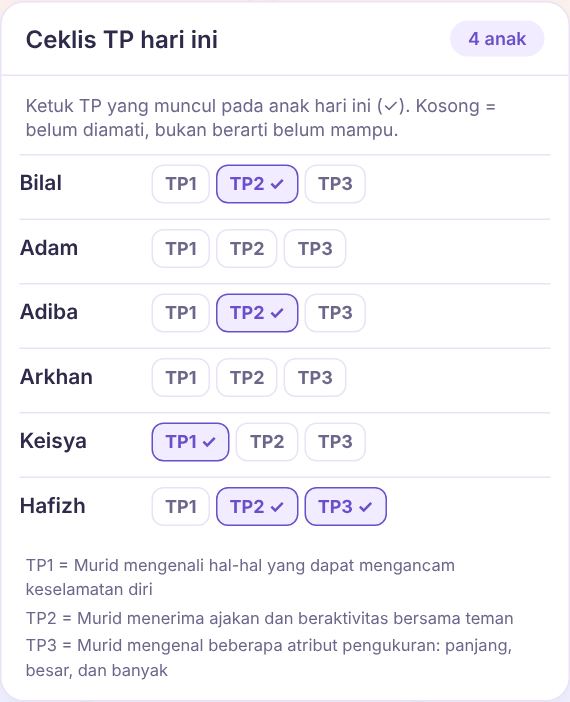 Ceklis TP hari ini
4 anak
Ketuk TP yang muncul pada anak hari ini (✓). Kosong =
belum diamati, bukan berarti belum mampu.
Bilal TP1 TP2 ✓ TP3
Adam TP1 TP2 TP3
Adiba TP1 TP2 ✓ TP3
Arkhan TP1 TP2 TP3
Keisya TP1 ✓ TP2 TP3
Hafizh TP1 TP2 ✓ TP3 ✓
TP1 = Murid mengenali hal-hal yang dapat mengancam
keselamatan diri
TP2 = Murid menerima ajakan dan beraktivitas bersama teman
TP3 = Murid mengenal beberapa atribut pengukuran: panjang,
besar, dan banyak